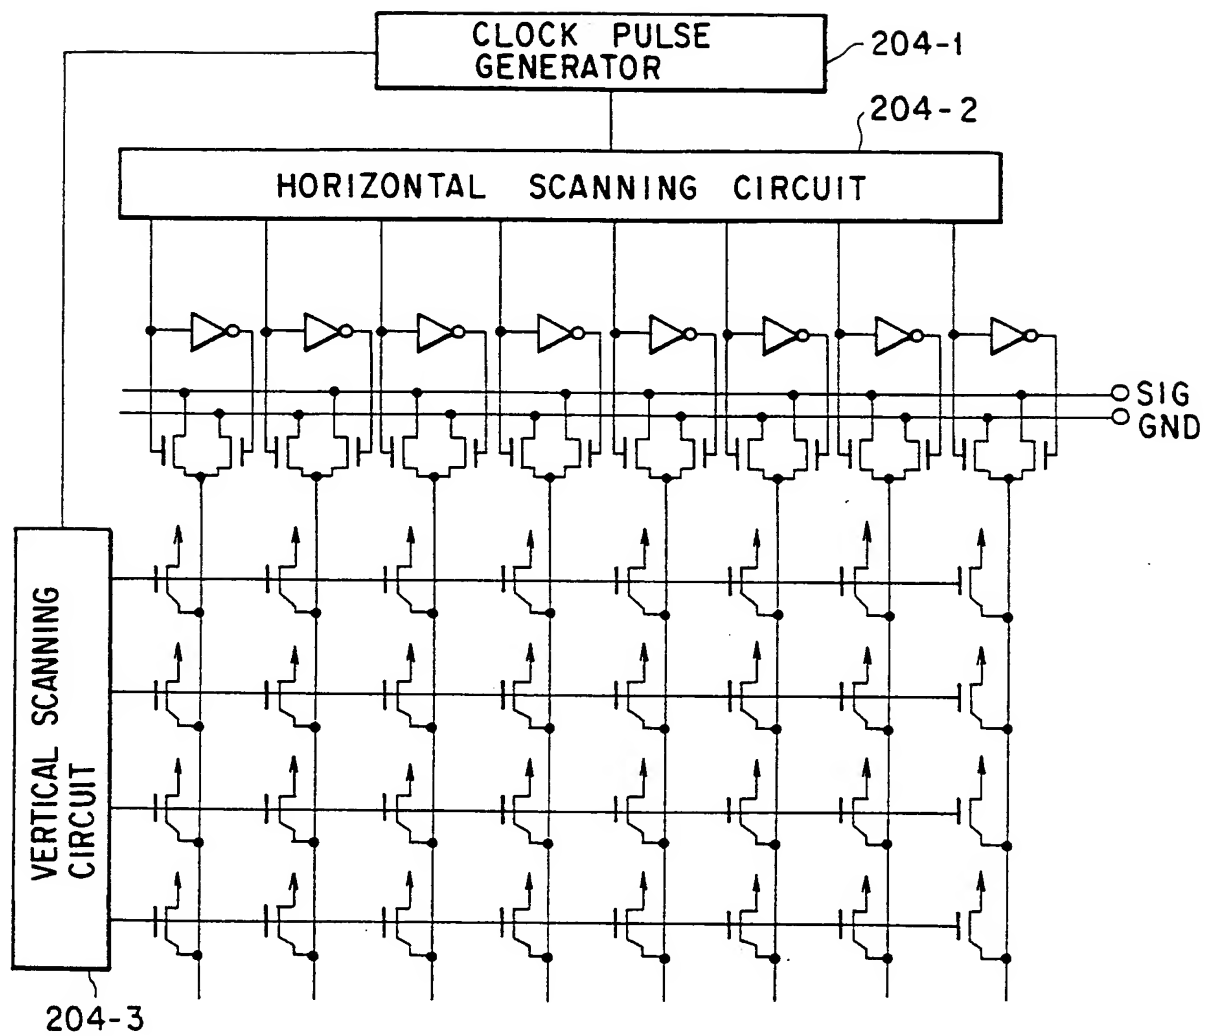 CLOCK PULSE
GENERATOR
204-1
204-2
HORIZONTAL SCANNING CIRCUIT
SIG
GND
VERTICAL SCANNING
CIRCUIT
204-3